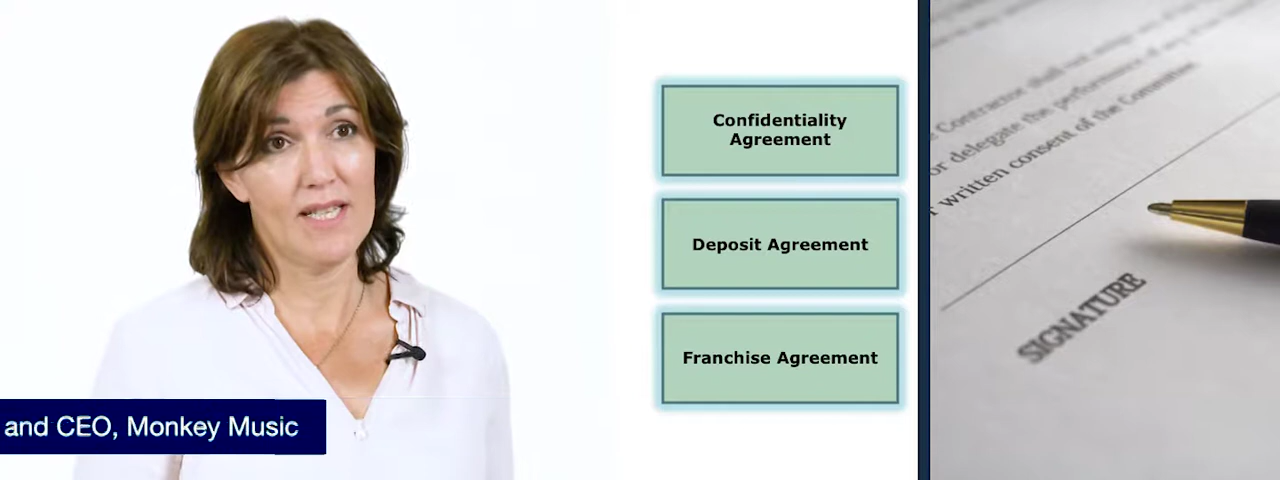 Confidentiality
Agreement
Deposit Agreement
Franchise Agreement
and CEO, Monkey Music
Contractor shall not
or delegate the performance of any
written consent of the Committee
SIGNATURE